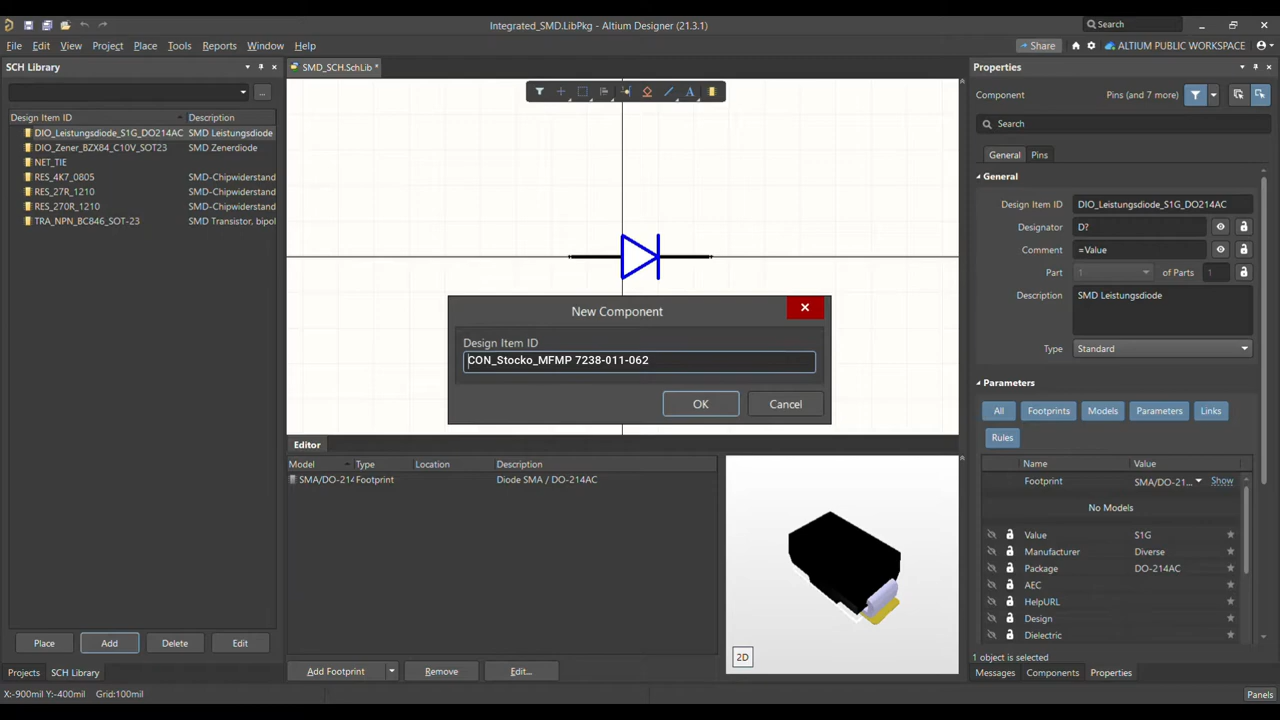 Integrated_SMD.LibPkg - Altium Designer (21.3.1)
Search
File Edit View Project Place Tools Reports Window Help
Share
ALTIUM PUBLIC WORKSPACE
SCH Library
SMD_SCH.SchLib *
Properties
Component
Pins (and 7 more)
...
Search
Design Item ID Description
DIO_Leistungsdiode_S1G_DO214AC SMD Leistungsdiode
DIO_Zener_BZX84_C10V_SOT23 SMD Zenerdiode
NET_TIE
RES_4K7_0805 SMD-Chipwiderstand
RES_27R_1210 SMD-Chipwiderstand
RES_270R_1210 SMD-Chipwiderstand
TRA_NPN_BC846_SOT-23 SMD Transistor, bipol
General Pins
General
Design Item ID DIO_Leistungsdiode_S1G_DO214AC
Designator D?
Comment =Value
Part 1 of Parts 1
Description SMD Leistungsdiode
Type Standard
New Component
Design Item ID
CON_Stocko_MFMP 7238-011-062
OK Cancel
Parameters
All Footprints Models Parameters Links
Rules
Name Value
Footprint SMA/DO-21... Show
No Models
Value S1G
Manufacturer Diverse
Package DO-214AC
AEC
HelpURL
Design
Dielectric
Editor
Model Type Location Description
SMA/DO-214 Footprint Diode SMA / DO-214AC
2D
Place Add Delete Edit
Add Footprint Remove Edit...
1 object is selected
Projects SCH Library
Messages Components Properties
X:-900mil Y:-400mil Grid:100mil
Panels